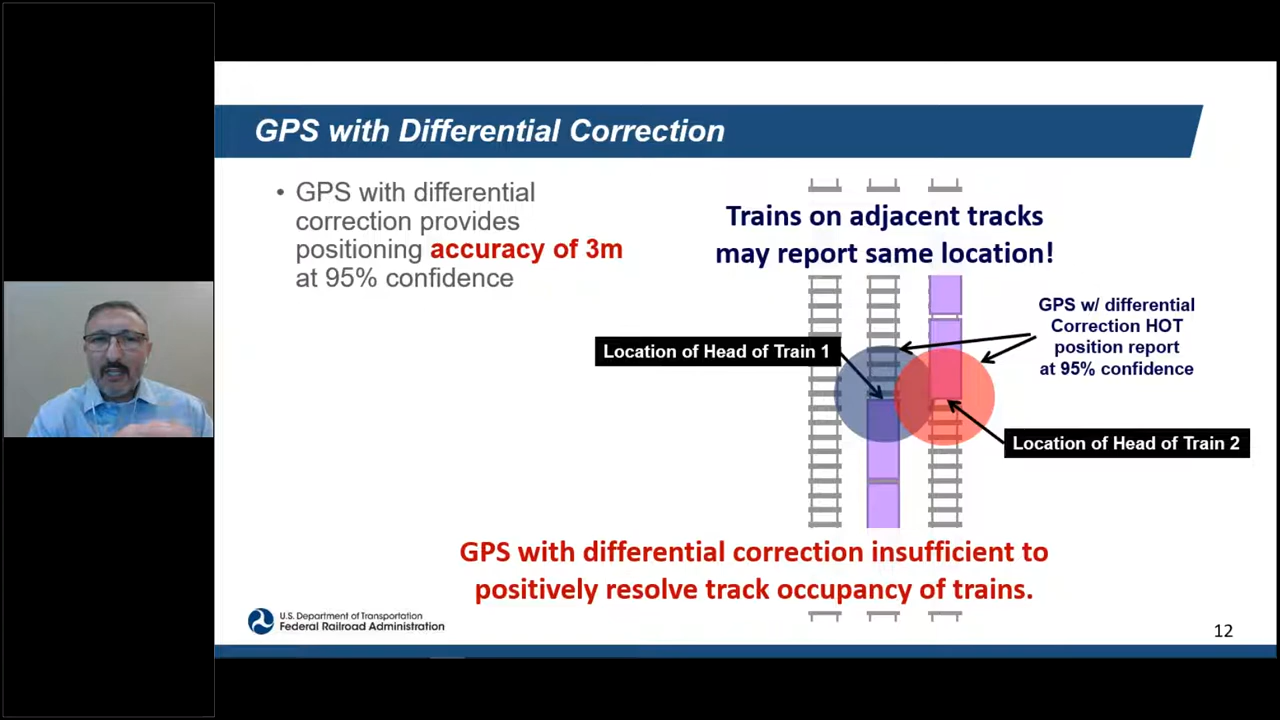 GPS with Differential Correction
• GPS with differential
correction provides
positioning accuracy of 3m
at 95% confidence
Trains on adjacent tracks
may report same location!
GPS w/ differential
Correction HOT
position report
at 95% confidence
Location of Head of Train 1
Location of Head of Train 2
GPS with differential correction insufficient to
positively resolve track occupancy of trains.
U.S. Department of Transportation
Federal Railroad Administration
12